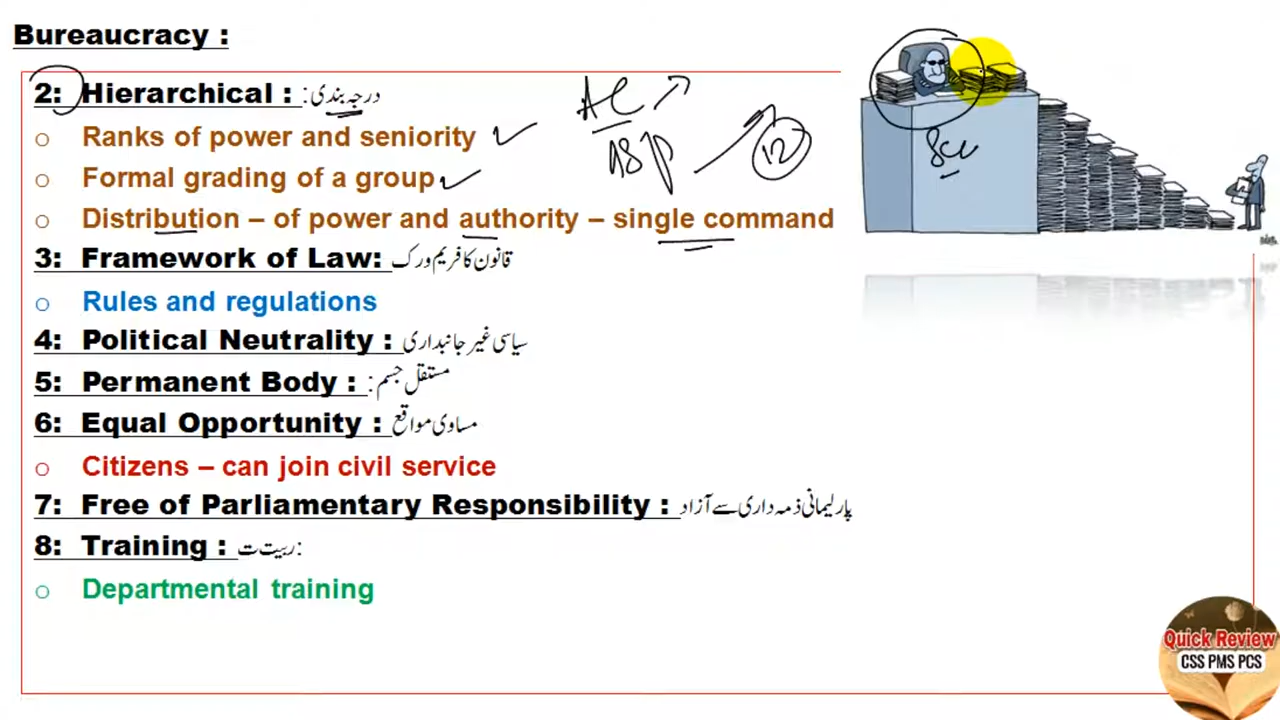 Bureaucracy :
2: Hierarchical : درجہ بندی:
o Ranks of power and seniority
o Formal grading of a group
o Distribution – of power and authority – single command
3: Framework of Law: قانون کا فریم ورک
o Rules and regulations
4: Political Neutrality : سیاسی غیر جانبداری
5: Permanent Body : مستقل جسم:
6: Equal Opportunity : مساوی مواقع
o Citizens – can join civil service
7: Free of Parliamentary Responsibility : پارلیمانی ذمہ داری سے آزاد
8: Training : ربیت ت:
o Departmental training
AC
ASP
12
Quick Review
CSS PMS PCS